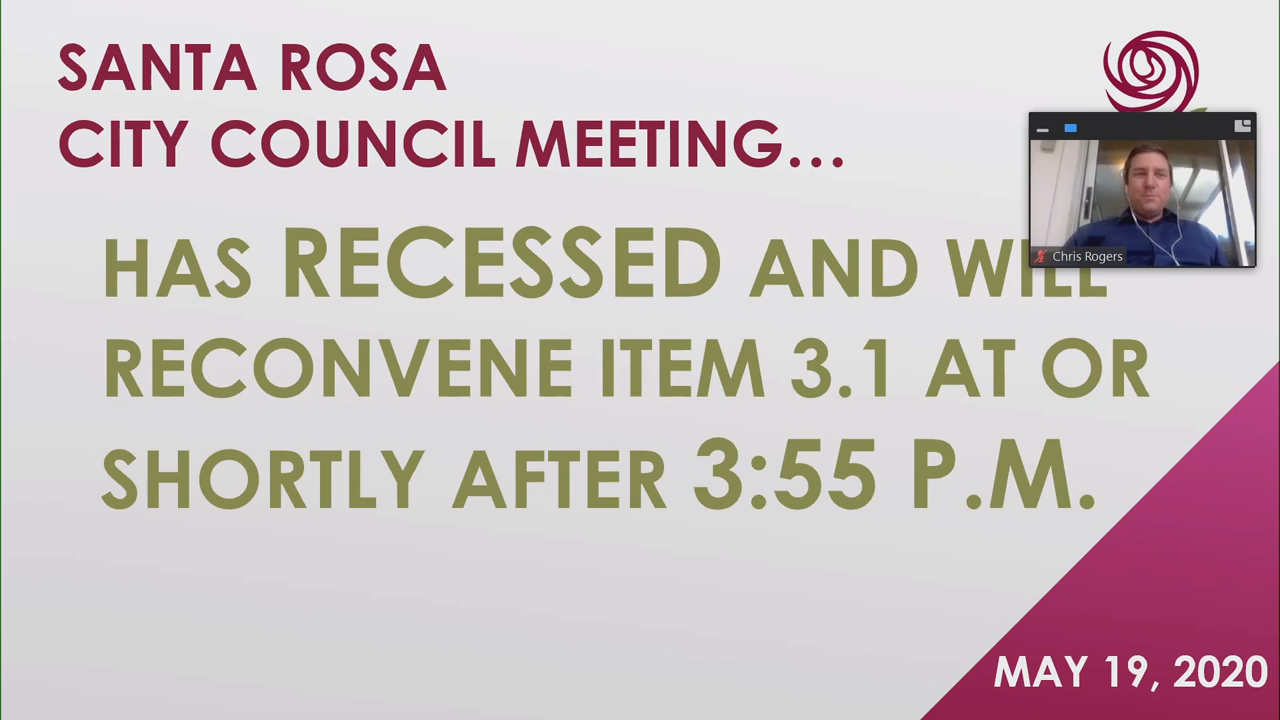 SANTA ROSA
CITY COUNCIL MEETING...
HAS RECESSED AND WILL
RECONVENE ITEM 3.1 AT OR
SHORTLY AFTER 3:55 P.M.
Chris Rogers
MAY 19, 2020